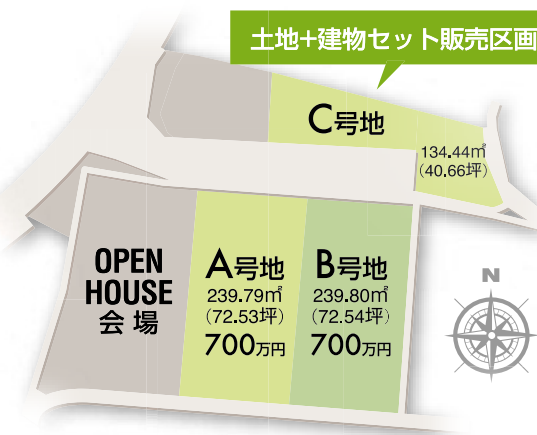 土地+建物セット販売区画
C号地
134.44㎡
(40.66坪)
OPEN
HOUSE
会場
A号地
239.79㎡
(72.53坪)
700万円
B号地
239.80㎡
(72.54坪)
700万円
N